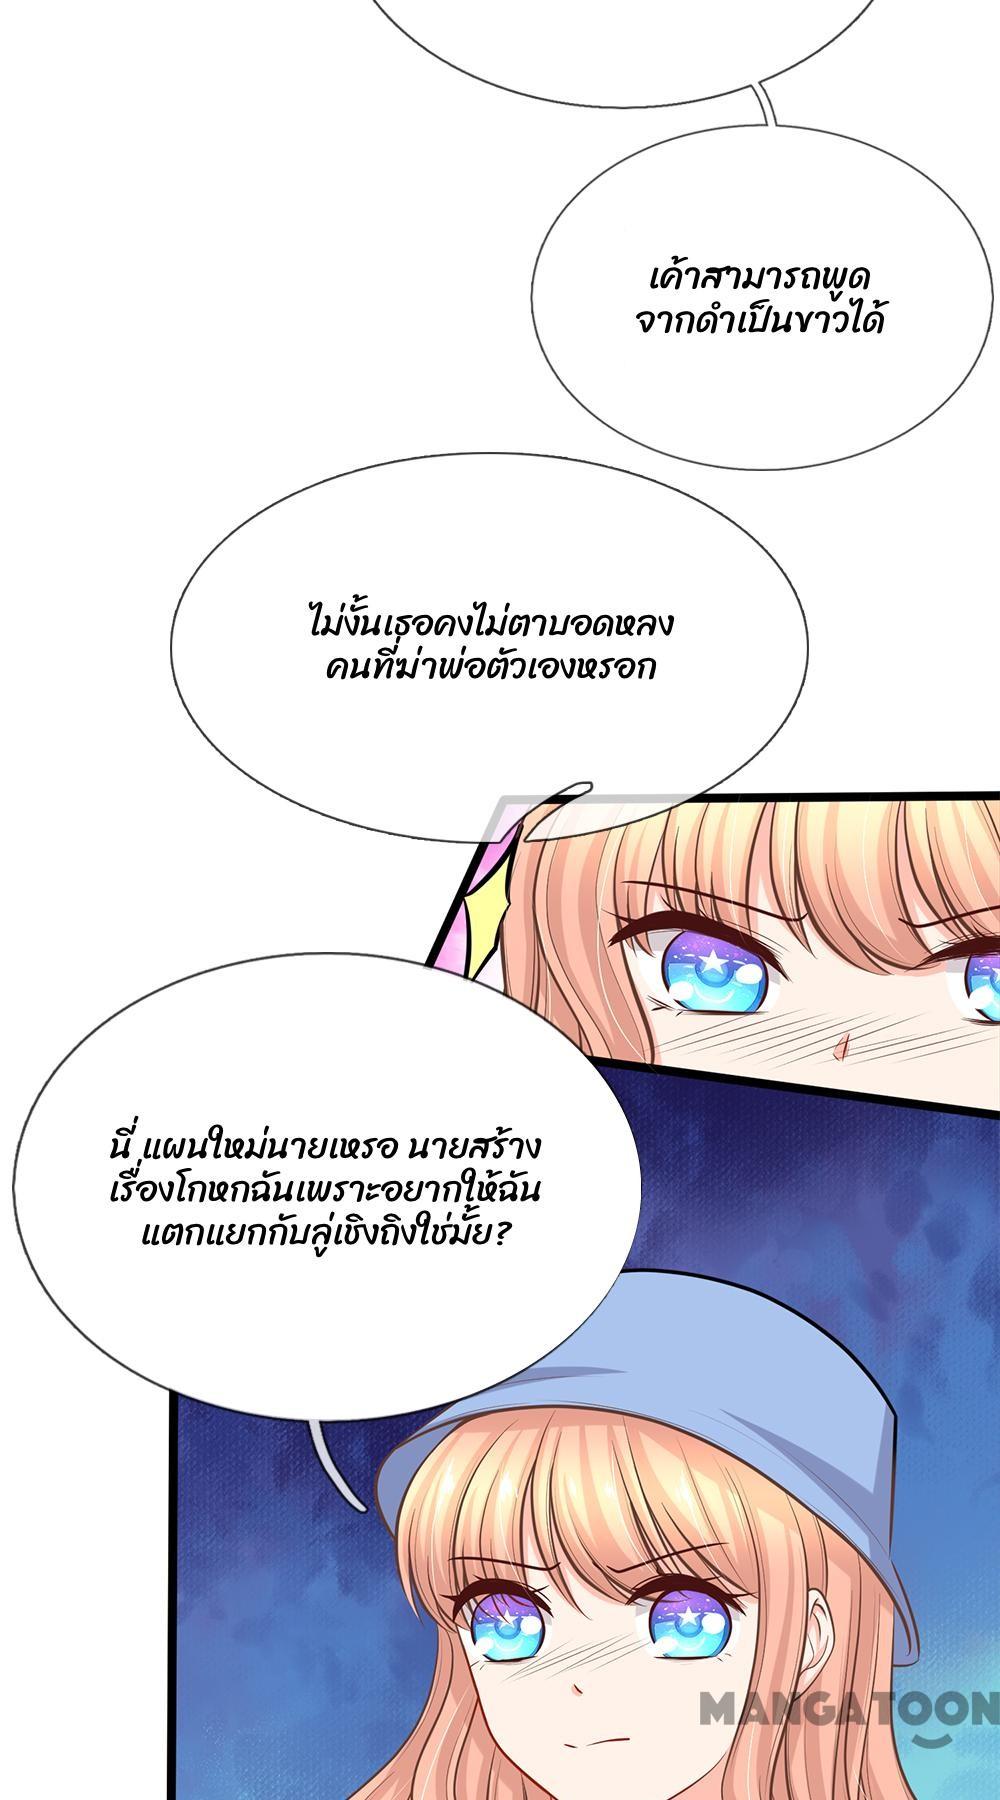 เค้าสามารถพูด
จากดำเป็นขาวได้
ไม่งั้นเธอคงไม่ตาบอดหลง
คนที่ฆ่าพ่อตัวเองหรอก
นี่ แผนใหม่นายเหรอ นายสร้าง
เรื่องโกหกฉันเพราะอยากให้ฉัน
แตกแยกกับลู่เชิงถิงใช่มั้ย?
MANGATOON